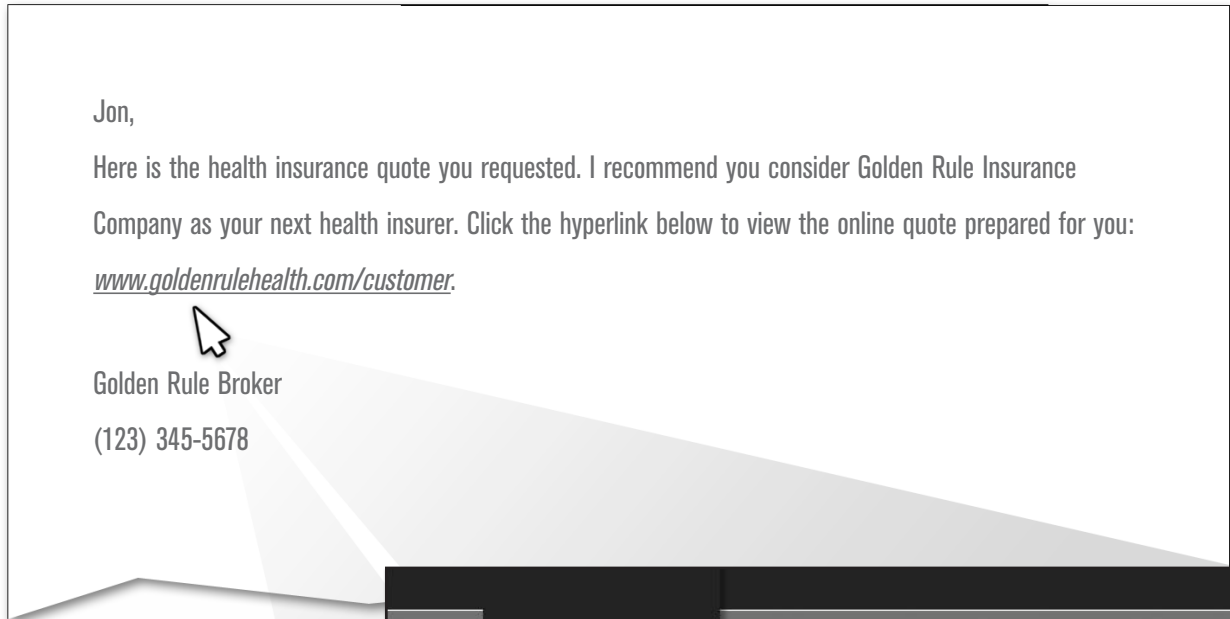 Jon,
Here is the health insurance quote you requested. I recommend you consider Golden Rule Insurance
Company as your next health insurer. Click the hyperlink below to view the online quote prepared for you:
www.goldenrulehealth.com/customer.
Golden Rule Broker
(123) 345-5678